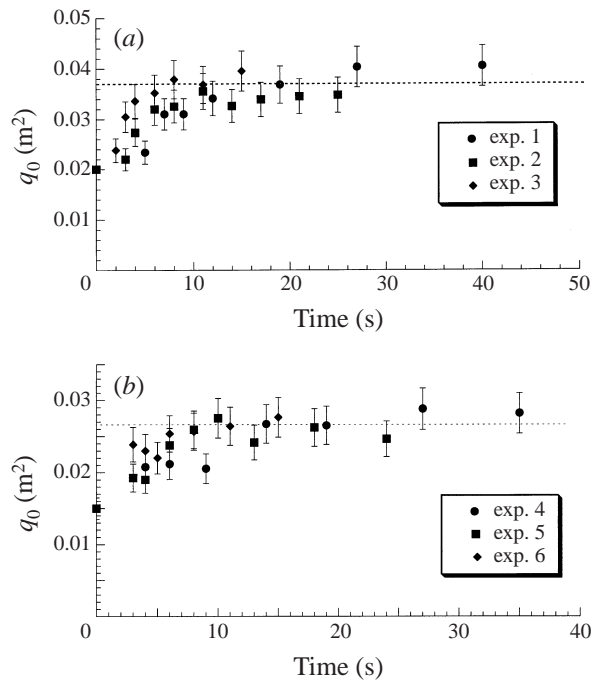 (a)
0.05
0.04
0.03
0.02
0.01
q₀ (m²)
exp. 1
exp. 2
exp. 3
0 10 20 30 40 50
Time (s)
(b)
0.03
0.02
0.01
q₀ (m²)
exp. 4
exp. 5
exp. 6
0 10 20 30 40
Time (s)